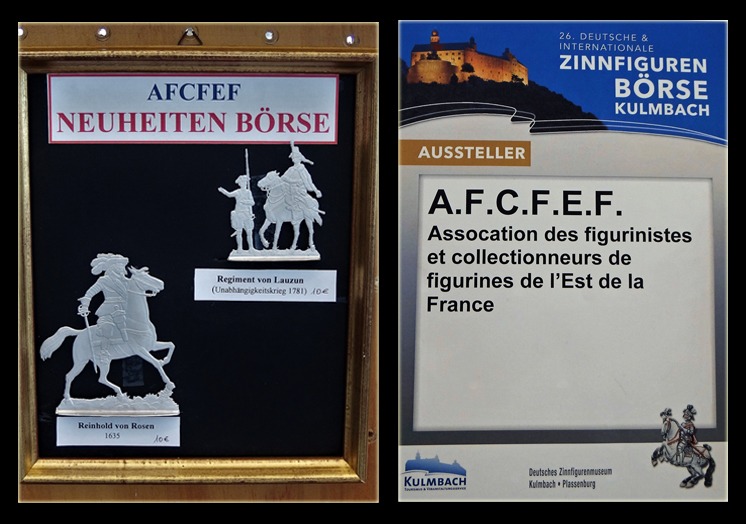 AFCFEF
NEUHEITEN BÖRSE
Regiment von Lauzun
(Unabhängigkeitskrieg 1781) 10€
Reinhold von Rosen
1635 10€
26. DEUTSCHE &
INTERNATIONALE
ZINNFIGUREN
BÖRSE
KULMBACH
AUSSTELLER
A.F.C.F.E.F.
Assocation des figurinistes
et collectionneurs de
figurines de l'Est de la
France
KULMBACH
TOURISMUS & VERANSTALTUNGSSERVICE
Deutsches Zinnfigurenmuseum
Kulmbach • Plassenburg